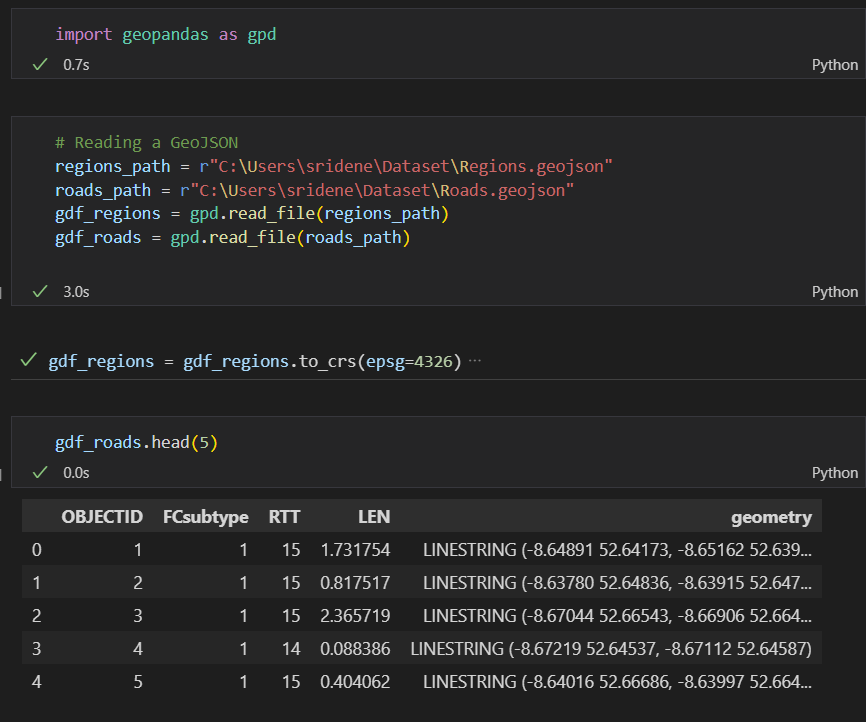 import geopandas as gpd
0.7s Python
# Reading a GeoJSON
regions_path = r"C:\Users\sridene\Dataset\Regions.geojson"
roads_path = r"C:\Users\sridene\Dataset\Roads.geojson"
gdf_regions = gpd.read_file(regions_path)
gdf_roads = gpd.read_file(roads_path)
3.0s Python
gdf_regions = gdf_regions.to_crs(epsg=4326) ···
gdf_roads.head(5)
0.0s Python
OBJECTID FCsubtype RTT LEN geometry
0 1 1 15 1.731754 LINESTRING (-8.64891 52.64173, -8.65162 52.639...
1 2 1 15 0.817517 LINESTRING (-8.63780 52.64836, -8.63915 52.647...
2 3 1 15 2.365719 LINESTRING (-8.67044 52.66543, -8.66906 52.664...
3 4 1 14 0.088386 LINESTRING (-8.67219 52.64537, -8.67112 52.64587)
4 5 1 15 0.404062 LINESTRING (-8.64016 52.66686, -8.63997 52.664...